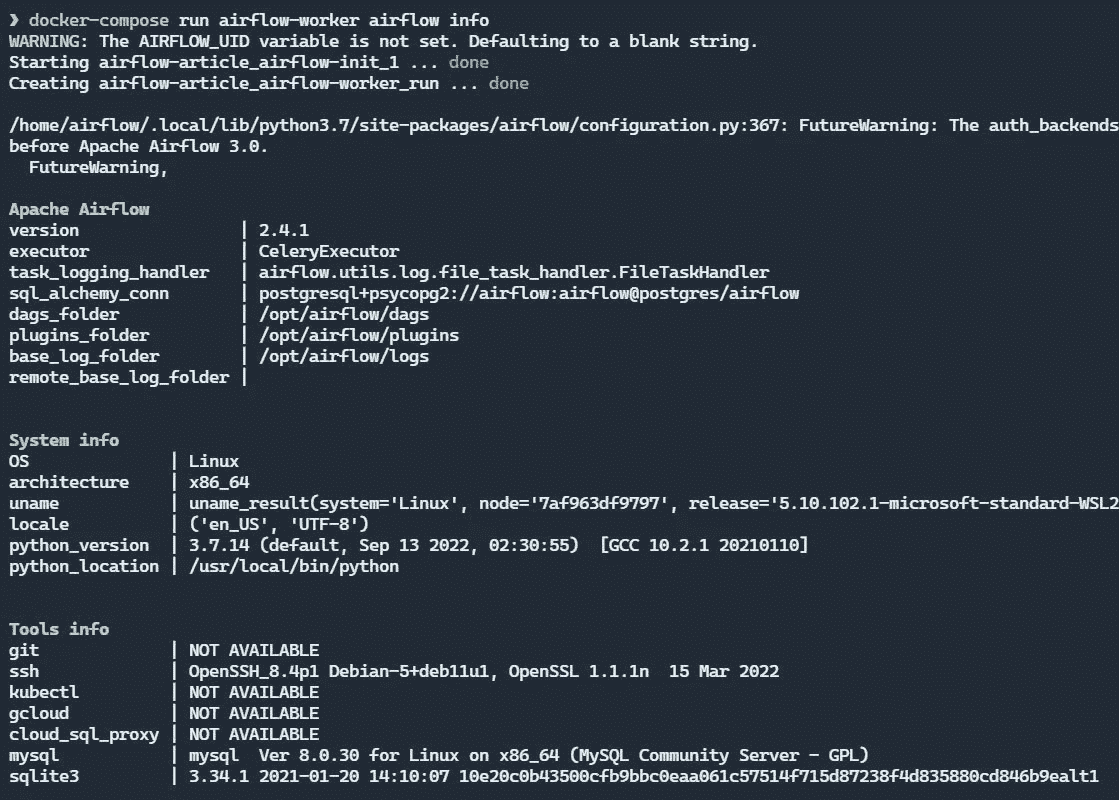 ❯ docker-compose run airflow-worker airflow info
WARNING: The AIRFLOW_UID variable is not set. Defaulting to a blank string.
Starting airflow-article_airflow-init_1 ... done
Creating airflow-article_airflow-worker_run ... done
/home/airflow/.local/lib/python3.7/site-packages/airflow/configuration.py:367: FutureWarning: The auth_backends
before Apache Airflow 3.0.
  FutureWarning,
Apache Airflow
version                | 2.4.1
executor               | CeleryExecutor
task_logging_handler   | airflow.utils.log.file_task_handler.FileTaskHandler
sql_alchemy_conn       | postgresql+psycopg2://airflow:airflow@postgres/airflow
dags_folder            | /opt/airflow/dags
plugins_folder         | /opt/airflow/plugins
base_log_folder        | /opt/airflow/logs
remote_base_log_folder |
System info
OS              | Linux
architecture    | x86_64
uname           | uname_result(system='Linux', node='7af963df9797', release='5.10.102.1-microsoft-standard-WSL2
locale          | ('en_US', 'UTF-8')
python_version  | 3.7.14 (default, Sep 13 2022, 02:30:55)  [GCC 10.2.1 20210110]
python_location | /usr/local/bin/python
Tools info
git             | NOT AVAILABLE
ssh             | OpenSSH_8.4p1 Debian-5+deb11u1, OpenSSL 1.1.1n  15 Mar 2022
kubectl         | NOT AVAILABLE
gcloud          | NOT AVAILABLE
cloud_sql_proxy | NOT AVAILABLE
mysql           | mysql  Ver 8.0.30 for Linux on x86_64 (MySQL Community Server - GPL)
sqlite3         | 3.34.1 2021-01-20 14:10:07 10e20c0b43500cfb9bbc0eaa061c57514f715d87238f4d835880cd846b9ealt1